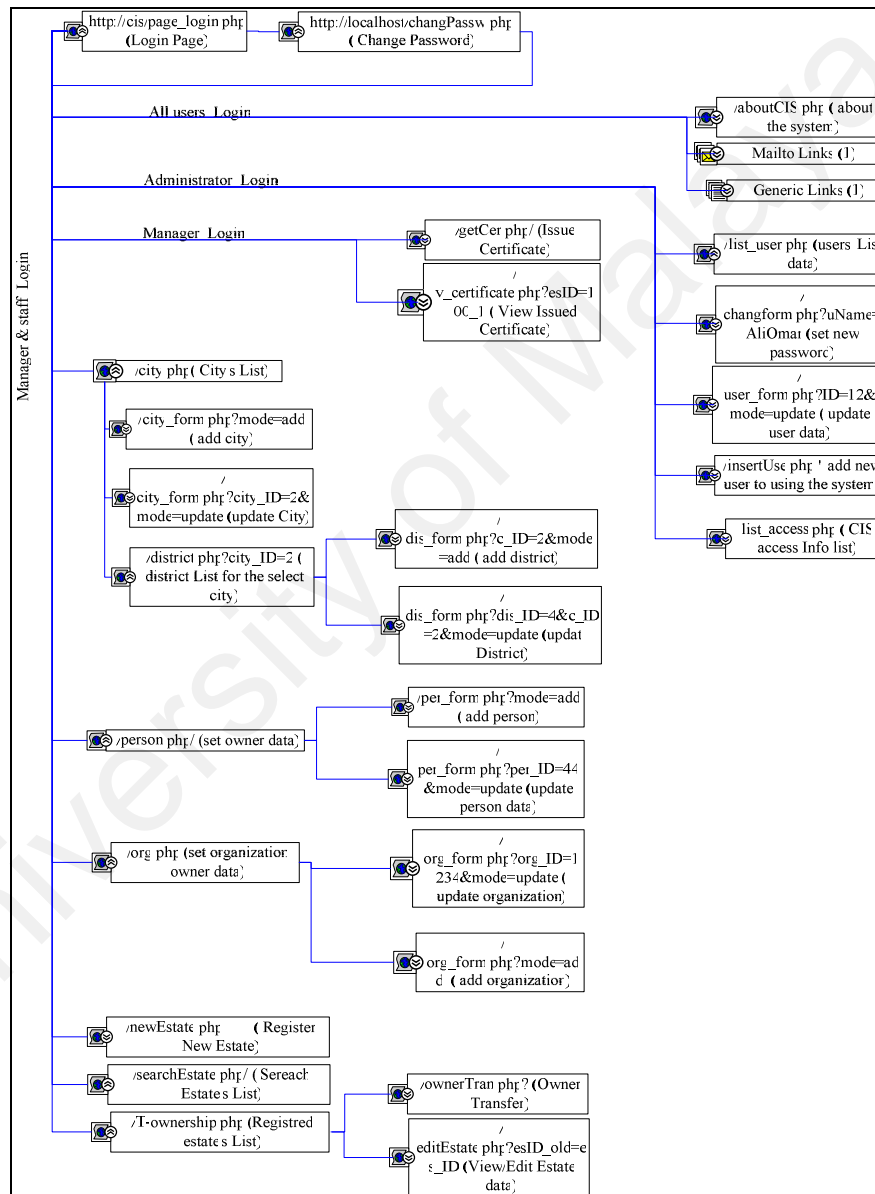 http://cis/page_login php
(Login Page)
http://localhost/changPassw php
( Change Password)
All users Login
/aboutCIS php ( about
the system)
Mailto Links (1)
Generic Links (1)
Administrator Login
Manager Login
/getCer php/ (Issue
Certificate)
/
v_certificate php?esID=1
00_1 ( View Issued
Certificate)
/list_user php (users List
data)
/
changform php?uName=
AliOmar (set new
password)
/
user_form php?ID=12&
mode=update ( update
user data)
/insertUse php ' add new
user to using the system
list_access php ( CIS
access Info list)
Manager & staff Login
/city php( City s List)
/city_form php?mode=add
( add city)
/
city_form php?city_ID=2&
mode=update (update City)
/district php?city_ID=2 (
district List for the select
city)
/
dis_form php?c_ID=2&mode
=add ( add district)
/
dis_form php?dis_ID=4&c_ID
=2&mode=update (updat
District)
/person php/ (set owner data)
/per_form php?mode=add
( add person)
/
per_form php?per_ID=44
&mode=update (update
person data)
/org php (set organization
owner data)
/
org_form php?org_ID=1
234&mode=update (
update organization)
/
org_form php?mode=ad
d ( add organization)
/newEstate php ( Register
New Estate)
/searchEstate php/ ( Sereach
Estate s List)
/T-ownership php (Registred
estate s List)
/ownerTran php? (Owner
Transfer)
/
editEstate php?esID_old=e
s_ID (View/Edit Estate
data)
University of Malaya